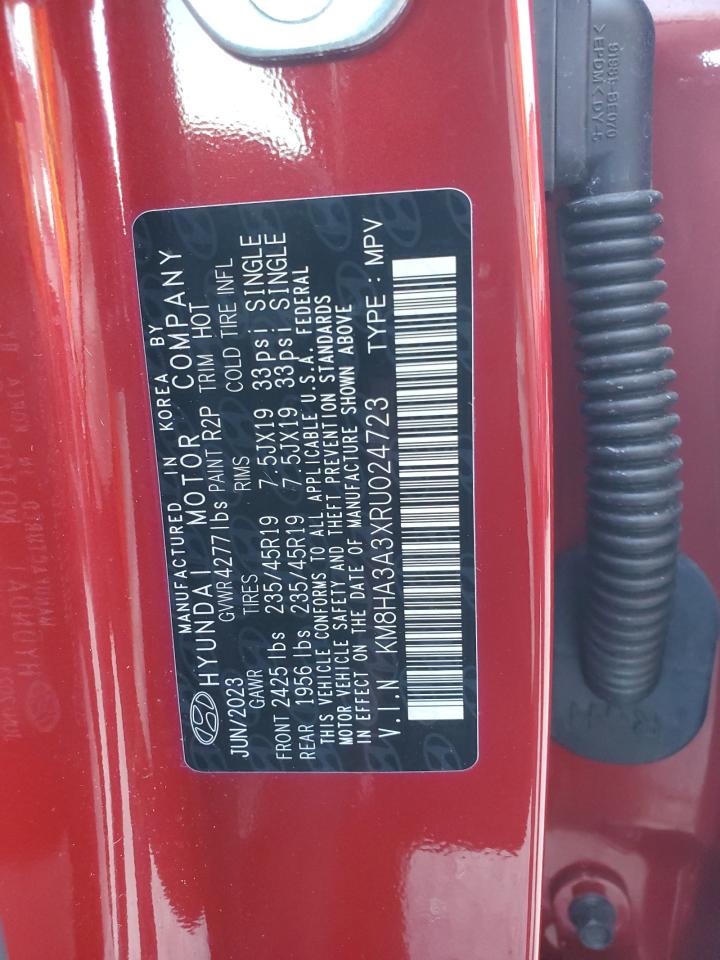 MANUFACTURED IN KOREA BY
HYUNDAI MOTOR COMPANY
JUN/2023 GVWR 4277 lbs PAINT R2P TRIM HOT
GAWR TIRES RIMS COLD TIRE INFL
FRONT 2425 lbs 235/45R19 7.5JX19 33psi SINGLE
REAR 1956 lbs 235/45R19 7.5JX19 33psi SINGLE
THIS VEHICLE CONFORMS TO ALL APPLICABLE U.S.A. FEDERAL
MOTOR VEHICLE SAFETY AND THEFT PREVENTION STANDARDS
IN EFFECT ON THE DATE OF MANUFACTURE SHOWN ABOVE
V.I.N KM8HA3A3XRU024723 TYPE : MPV
>EPDM<